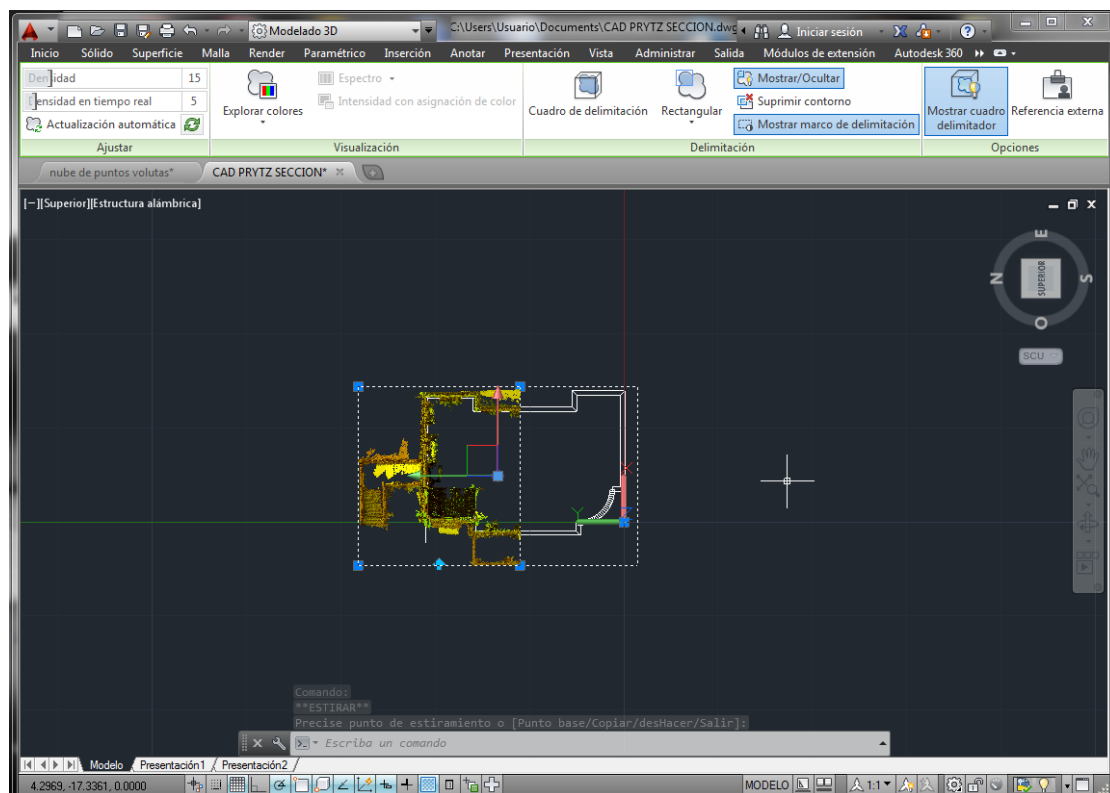 Modelado 3D C:\Users\Usuario\Documents\CAD PRYTZ SECCION.dwg Iniciar sesión
Inicio Sólido Superficie Malla Render Paramétrico Inserción Anotar Presentación Vista Administrar Salida Módulos de extensión Autodesk 360
Densidad 15 Espectro Mostrar/Ocultar
Densidad en tiempo real 5 Explorar colores Intensidad con asignación de color Cuadro de delimitación Rectangular Suprimir contorno Mostrar cuadro delimitador Referencia externa
Actualización automática Mostrar marco de delimitación
Ajustar Visualización Delimitación Opciones
nube de puntos volutas* CAD PRYTZ SECCION*
[−][Superior][Estructura alámbrica]
E
N SUPERIOR S
O
SCU
X
Y Z
Comando:
**ESTIRAR**
Precise punto de estiramiento o [Punto base/Copiar/desHacer/Salir]:
Escriba un comando
Modelo Presentación1 Presentación2
4.2969, -17.3361, 0.0000 MODELO 1:1